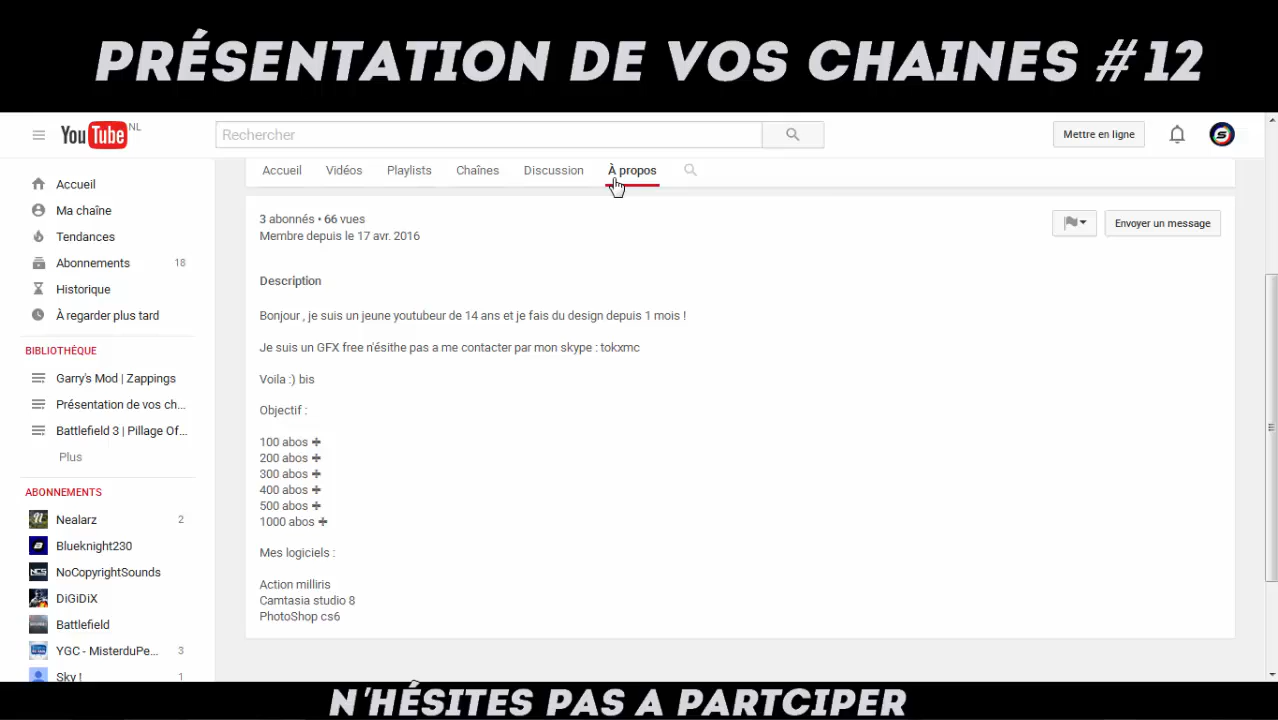 PRÉSENTATION DE VOS CHAINES #12
YouTube NL
Rechercher
Mettre en ligne
Accueil
Ma chaîne
Tendances
Abonnements 18
Historique
À regarder plus tard
BIBLIOTHÈQUE
Garry's Mod | Zappings
Présentation de vos ch...
Battlefield 3 | Pillage Of...
Plus
ABONNEMENTS
Nealarz 2
Blueknight230
NCS NoCopyrightSounds
DiGiDiX
Battlefield
YGC - MisterduPe... 3
Sky ! 1
Accueil Vidéos Playlists Chaînes Discussion À propos
3 abonnés • 66 vues
Membre depuis le 17 avr. 2016
Envoyer un message
Description
Bonjour , je suis un jeune youtubeur de 14 ans et je fais du design depuis 1 mois !
Je suis un GFX free n'ésithe pas a me contacter par mon skype : tokxmc
Voila :) bis
Objectif :
100 abos ➕
200 abos ➕
300 abos ➕
400 abos ➕
500 abos ➕
1000 abos ➕
Mes logiciels :
Action milliris
Camtasia studio 8
PhotoShop cs6
N'HÉSITES PAS A PARTCIPER